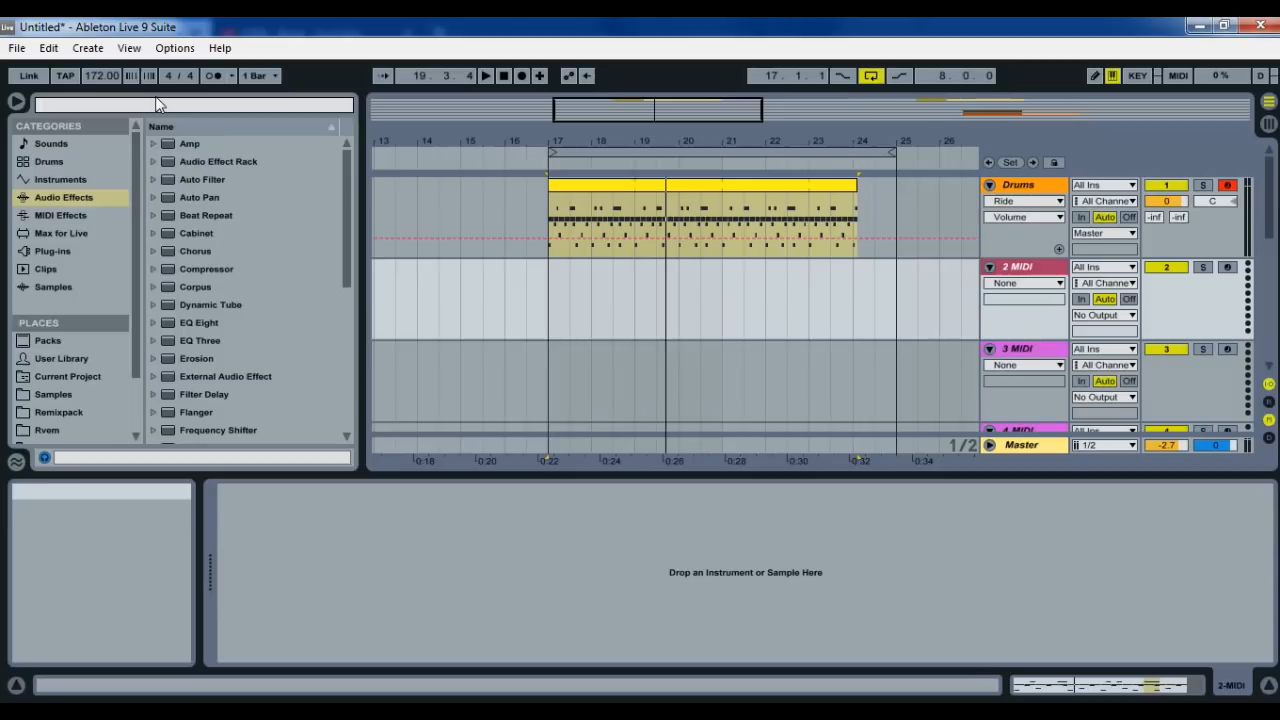 Live Untitled* - Ableton Live 9 Suite
File Edit Create View Options Help
Link TAP 172.00 4 / 4 1 Bar 19. 3. 4 17. 1. 1 8. 0. 0 KEY MIDI 0 % D
CATEGORIES
Sounds
Drums
Instruments
Audio Effects
MIDI Effects
Max for Live
Plug-ins
Clips
Samples
PLACES
Packs
User Library
Current Project
Samples
Remixpack
Rvem
Name
Amp
Audio Effect Rack
Auto Filter
Auto Pan
Beat Repeat
Cabinet
Chorus
Compressor
Corpus
Dynamic Tube
EQ Eight
EQ Three
Erosion
External Audio Effect
Filter Delay
Flanger
Frequency Shifter
13 14 15 16 17 18 19 20 21 22 23 24 25 26
Set
Drums All Ins 1 S
Ride All Channe 0 C
Volume In Auto Off -inf -inf
Master
2 MIDI All Ins 2 S
None All Channe
In Auto Off
No Output
3 MIDI All Ins 3 S
None All Channe
In Auto Off
No Output
4 MIDI All Ins 4 S
1/2 Master 1/2 -2.7 0
0:18 0:20 0:22 0:24 0:26 0:28 0:30 0:32 0:34
Drop an Instrument or Sample Here
2-MIDI